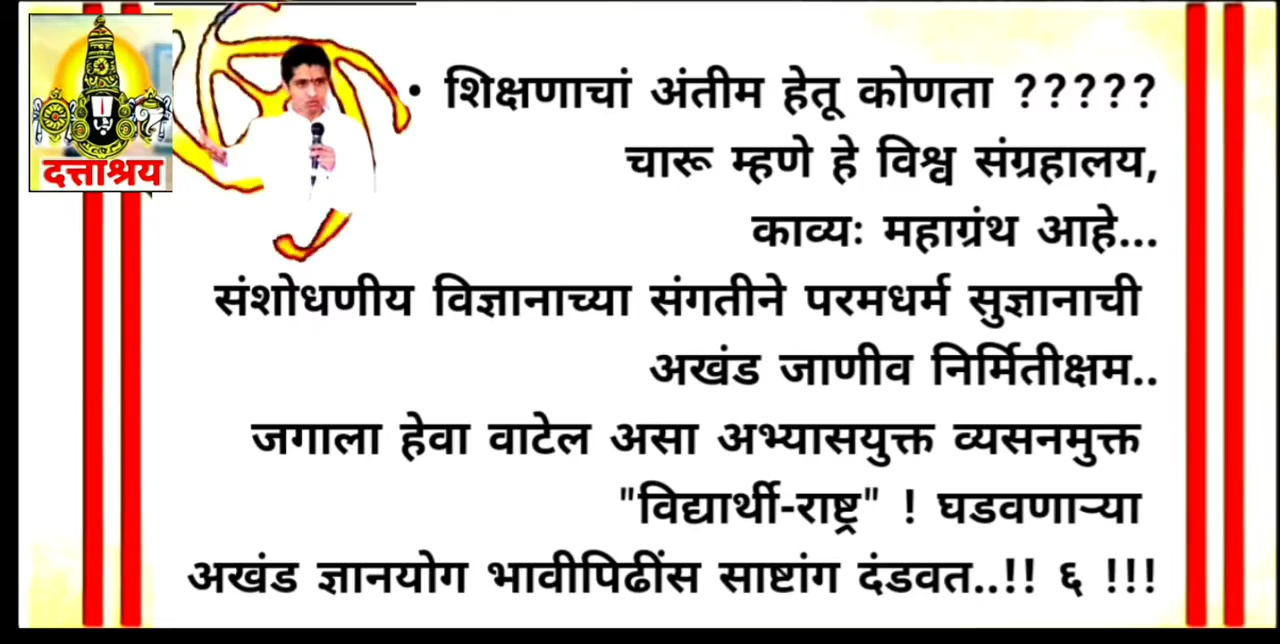 दत्ताश्रय
• शिक्षणाचां अंतीम हेतू कोणता ?????
चारू म्हणे हे विश्व संग्रहालय,
काव्यः महाग्रंथ आहे...
संशोधणीय विज्ञानाच्या संगतीने परमधर्म सुज्ञानाची
अखंड जाणीव निर्मितीक्षम..
जगाला हेवा वाटेल असा अभ्यासयुक्त व्यसनमुक्त
"विद्यार्थी-राष्ट्र" ! घडवणाऱ्या
अखंड ज्ञानयोग भावीपिढींस साष्टांग दंडवत..!! ६ !!!